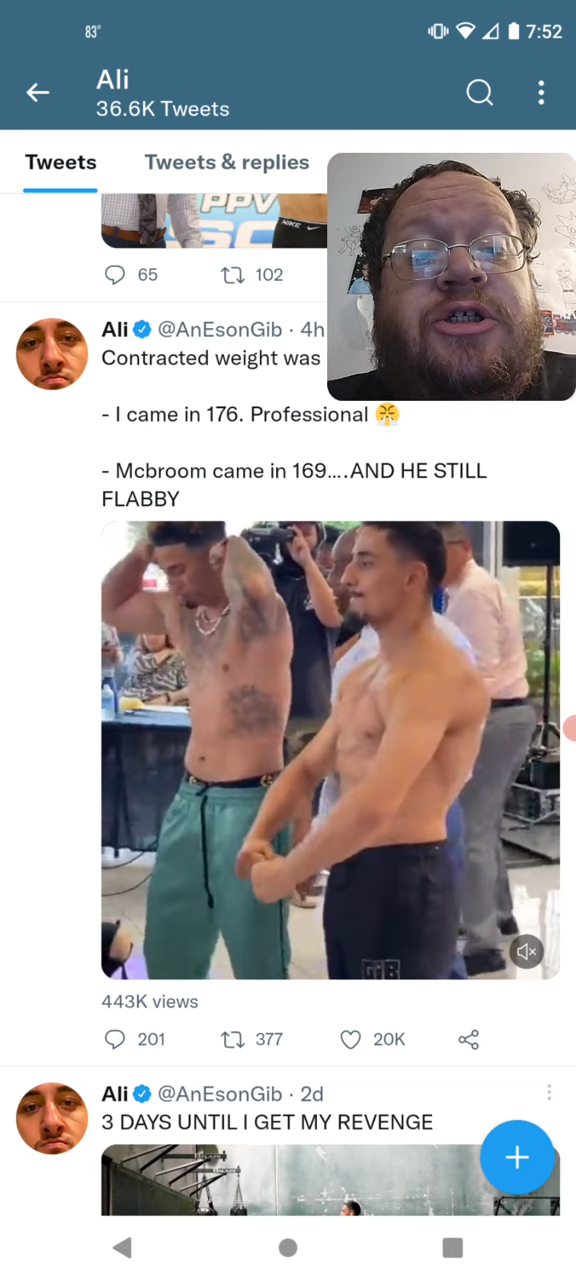 83°
7:52
Ali
36.6K Tweets
Tweets
Tweets & replies
PPV
NIKE
65
102
Ali @AnEsonGib · 4h
Contracted weight was
- I came in 176. Professional 😤
- Mcbroom came in 169....AND HE STILL
FLABBY
GIB
443K views
201
377
20K
Ali @AnEsonGib · 2d
3 DAYS UNTIL I GET MY REVENGE